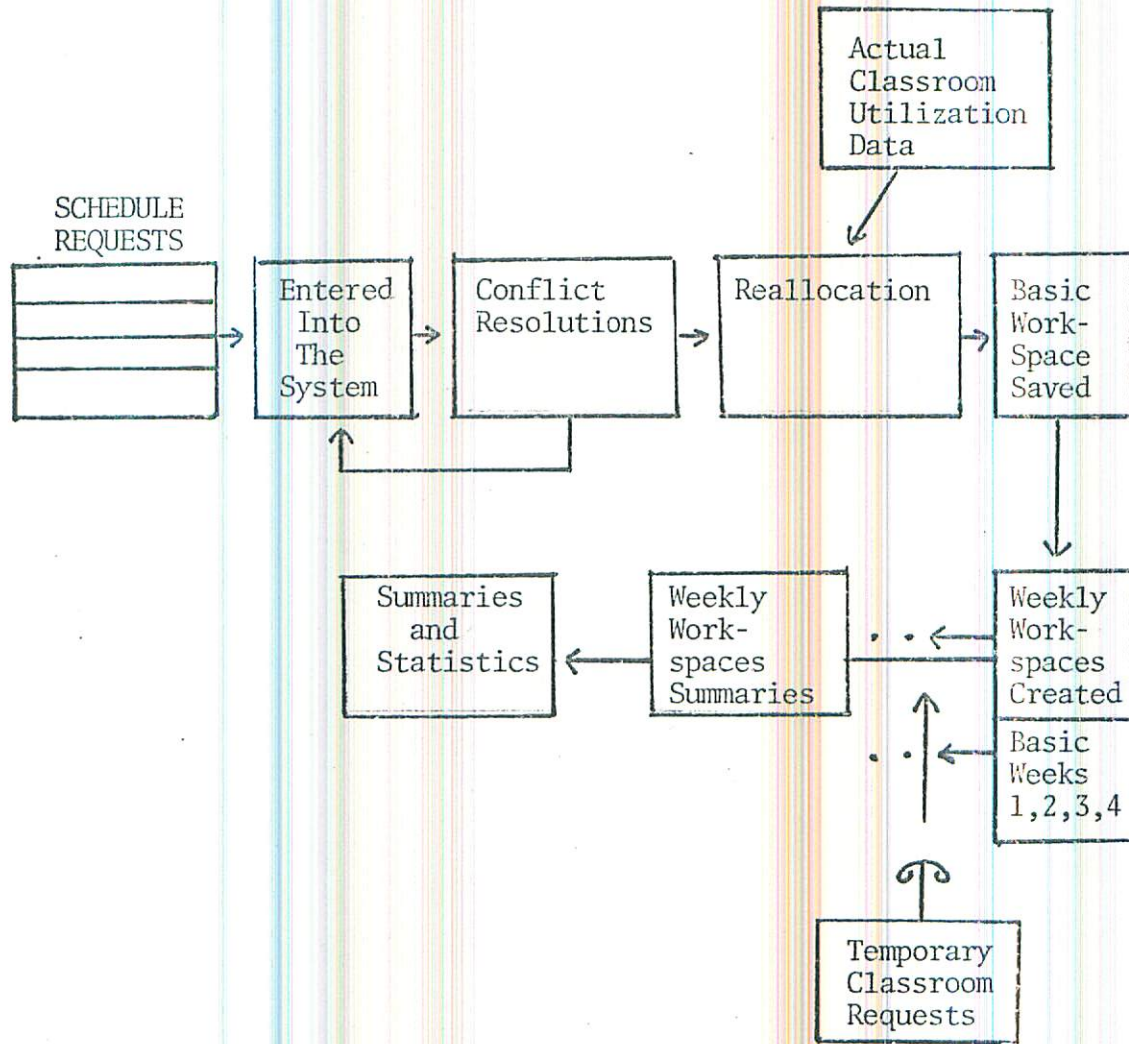 Actual
Classroom
Utilization
Data
SCHEDULE
REQUESTS
Entered
Into
The
System
Conflict
Resolutions
Reallocation
Basic
Work-
Space
Saved
Summaries
and
Statistics
Weekly
Work-
spaces
Summaries
Weekly
Work-
spaces
Created
Basic
Weeks
1,2,3,4
Temporary
Classroom
Requests